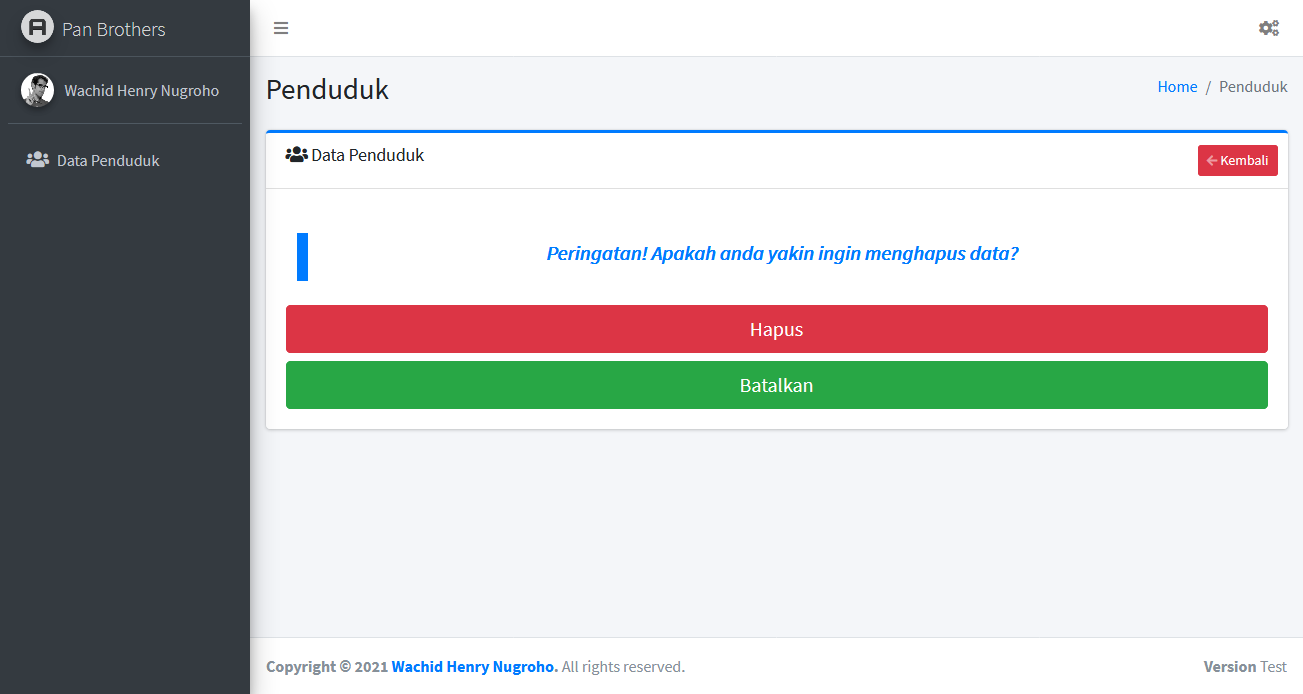 Pan Brothers
Wachid Henry Nugroho
Data Penduduk
Penduduk
Home / Penduduk
Data Penduduk
Kembali
Peringatan! Apakah anda yakin ingin menghapus data?
Hapus
Batalkan
Copyright © 2021 Wachid Henry Nugroho. All rights reserved.
Version Test